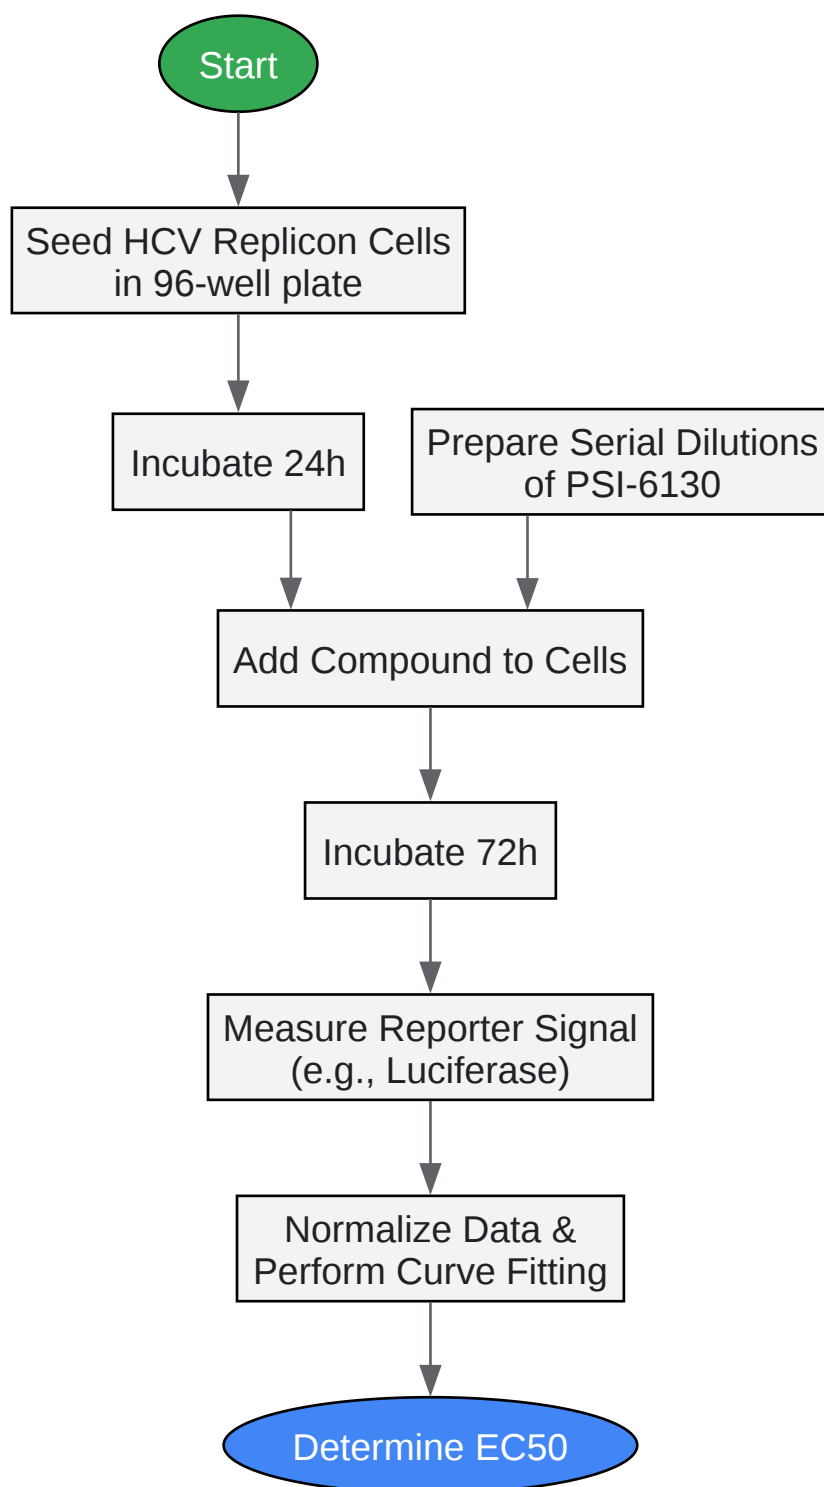 Start
Seed HCV Replicon Cells
in 96-well plate
Incubate 24h
Prepare Serial Dilutions
of PSI-6130
Add Compound to Cells
Incubate 72h
Measure Reporter Signal
(e.g., Luciferase)
Normalize Data &
Perform Curve Fitting
Determine EC50